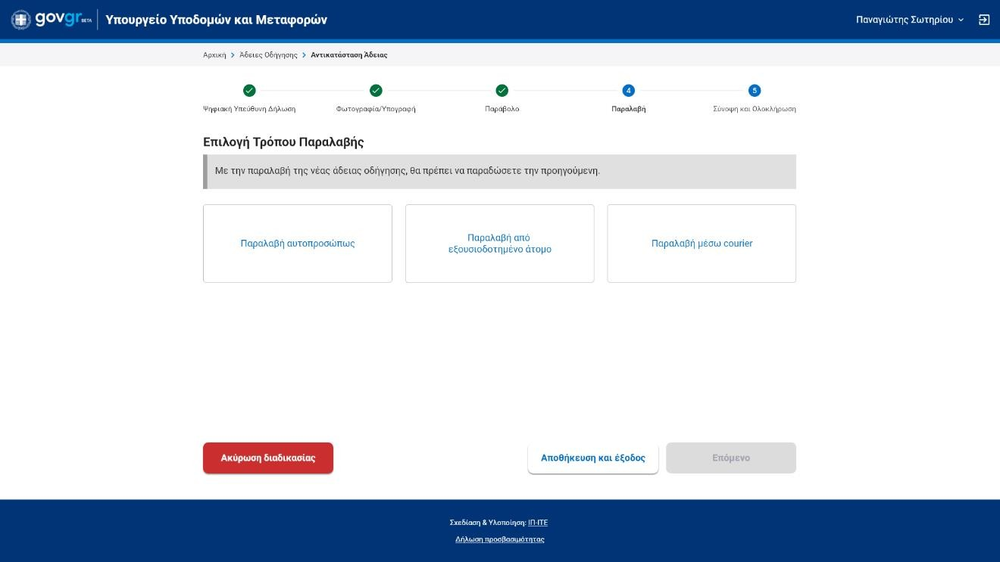 govgr BETA Υπουργείο Υποδομών και Μεταφορών
Παναγιώτης Σωτηρίου
Αρχική Άδειες Οδήγησης Αντικατάσταση Άδειας
4 5
Ψηφιακή Υπεύθυνη Δήλωση Φωτογραφία/Υπογραφή Παράβολο Παραλαβή Σύνοψη και Ολοκλήρωση
Επιλογή Τρόπου Παραλαβής
Με την παραλαβή της νέας άδειας οδήγησης, θα πρέπει να παραδώσετε την προηγούμενη.
Παραλαβή αυτοπροσώπως
Παραλαβή από
εξουσιοδοτημένο άτομο
Παραλαβή μέσω courier
Ακύρωση διαδικασίας
Αποθήκευση και έξοδος
Επόμενο
Σχεδίαση & Υλοποίηση: ΙΠ-ΙΤΕ
Δήλωση προσβασιμότητας